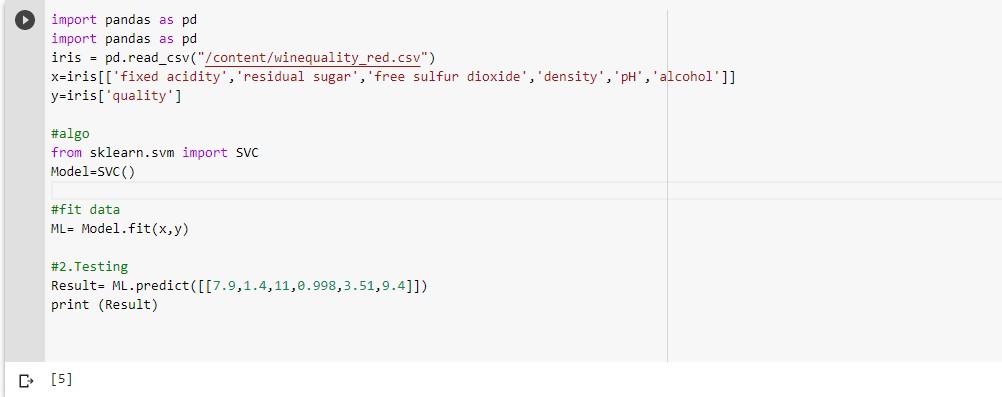 import pandas as pd
import pandas as pd
iris = pd.read_csv("/content/winequality_red.csv")
x=iris[['fixed acidity','residual sugar','free sulfur dioxide','density','pH','alcohol']]
y=iris['quality']
#algo
from sklearn.svm import SVC
Model=SVC()
#fit data
ML= Model.fit(x,y)
#2.Testing
Result= ML.predict([[7.9,1.4,11,0.998,3.51,9.4]])
print (Result)
[5]